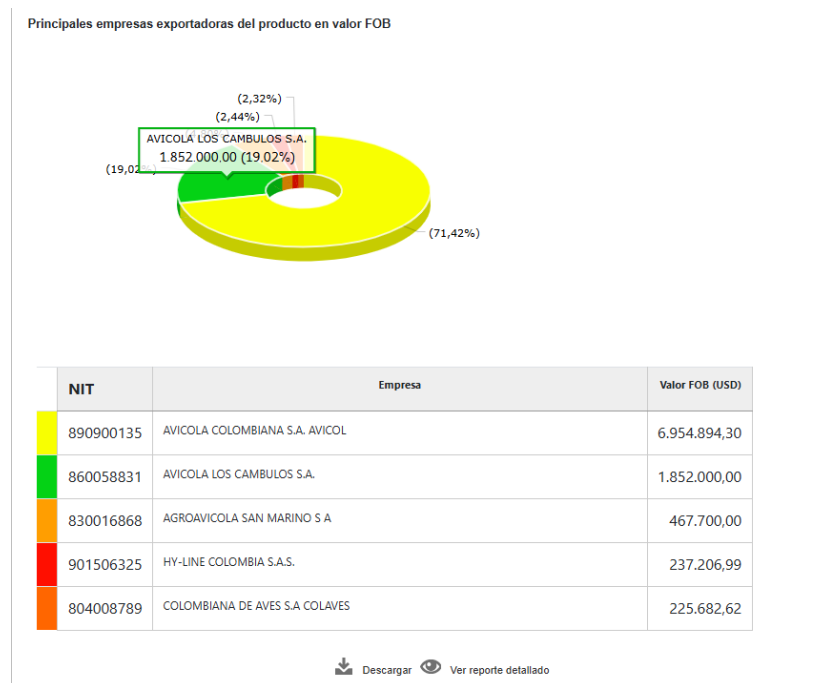 Principales empresas exportadoras del producto en valor FOB
(2,32%)
(2,44%)
AVICOLA LOS CAMBULOS S.A.
1.852.000,00 (19,02%)
(19,02%)
(71,42%)
NIT Empresa Valor FOB (USD)
890900135 AVICOLA COLOMBIANA S.A. AVICOL 6.954.894,30
860058831 AVICOLA LOS CAMBULOS S.A. 1.852.000,00
830016868 AGROAVICOLA SAN MARINO S A 467.700,00
901506325 HY-LINE COLOMBIA S.A.S. 237.206,99
804008789 COLOMBIANA DE AVES S.A COLAVES 225.682,62
Descargar Ver reporte detallado